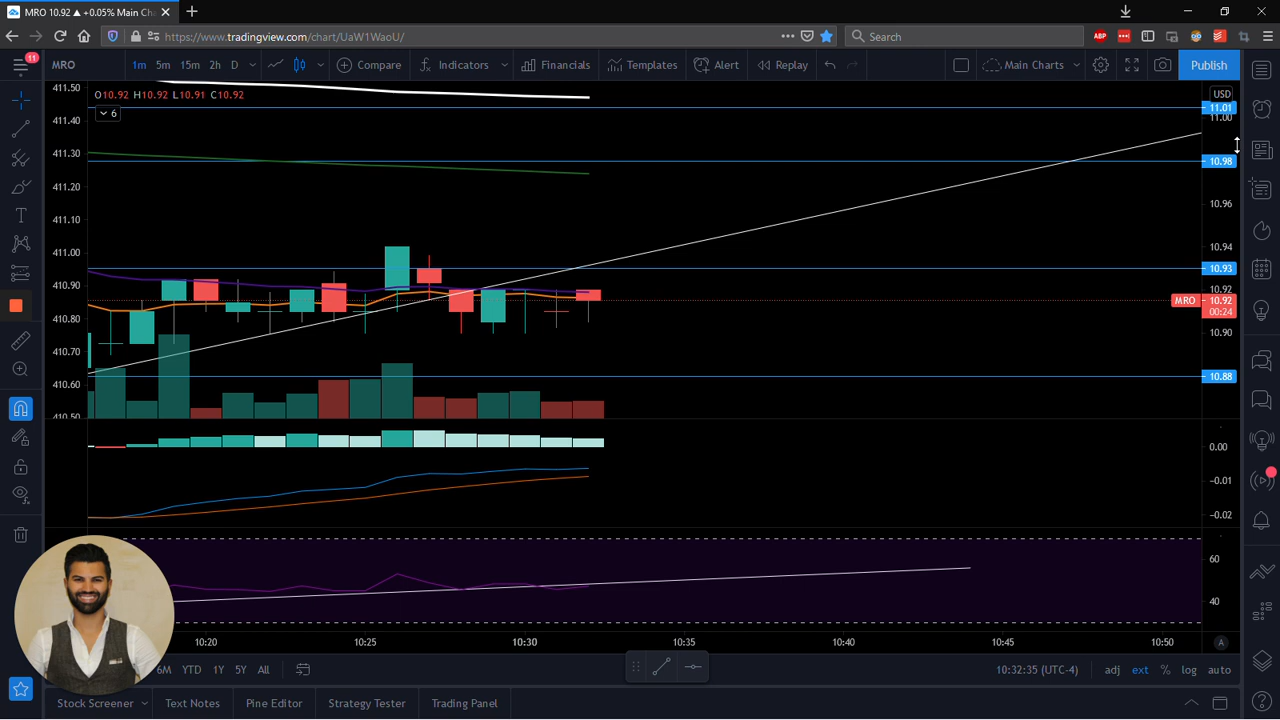 MRO 10.92 ▲ +0.05% Main Cha
https://www.tradingview.com/chart/UaW1WaoU/
Search
ABP
11
MRO 1m 5m 15m 2h D Compare Indicators Financials Templates Alert Replay Main Charts Publish
O10.92 H10.92 L10.91 C10.92
6
411.50
411.40
411.30
411.20
411.10
411.00
410.90
410.80
410.70
410.60
410.50
USD
11.01
11.00
10.98
10.96
10.94
10.93
10.92
MRO 10.92
00:24
10.90
10.88
0.00
−0.01
−0.02
60
40
10:20 10:25 10:30 10:35 10:40 10:45 10:50 A
6M YTD 1Y 5Y All 10:32:35 (UTC-4) adj ext % log auto
Stock Screener Text Notes Pine Editor Strategy Tester Trading Panel